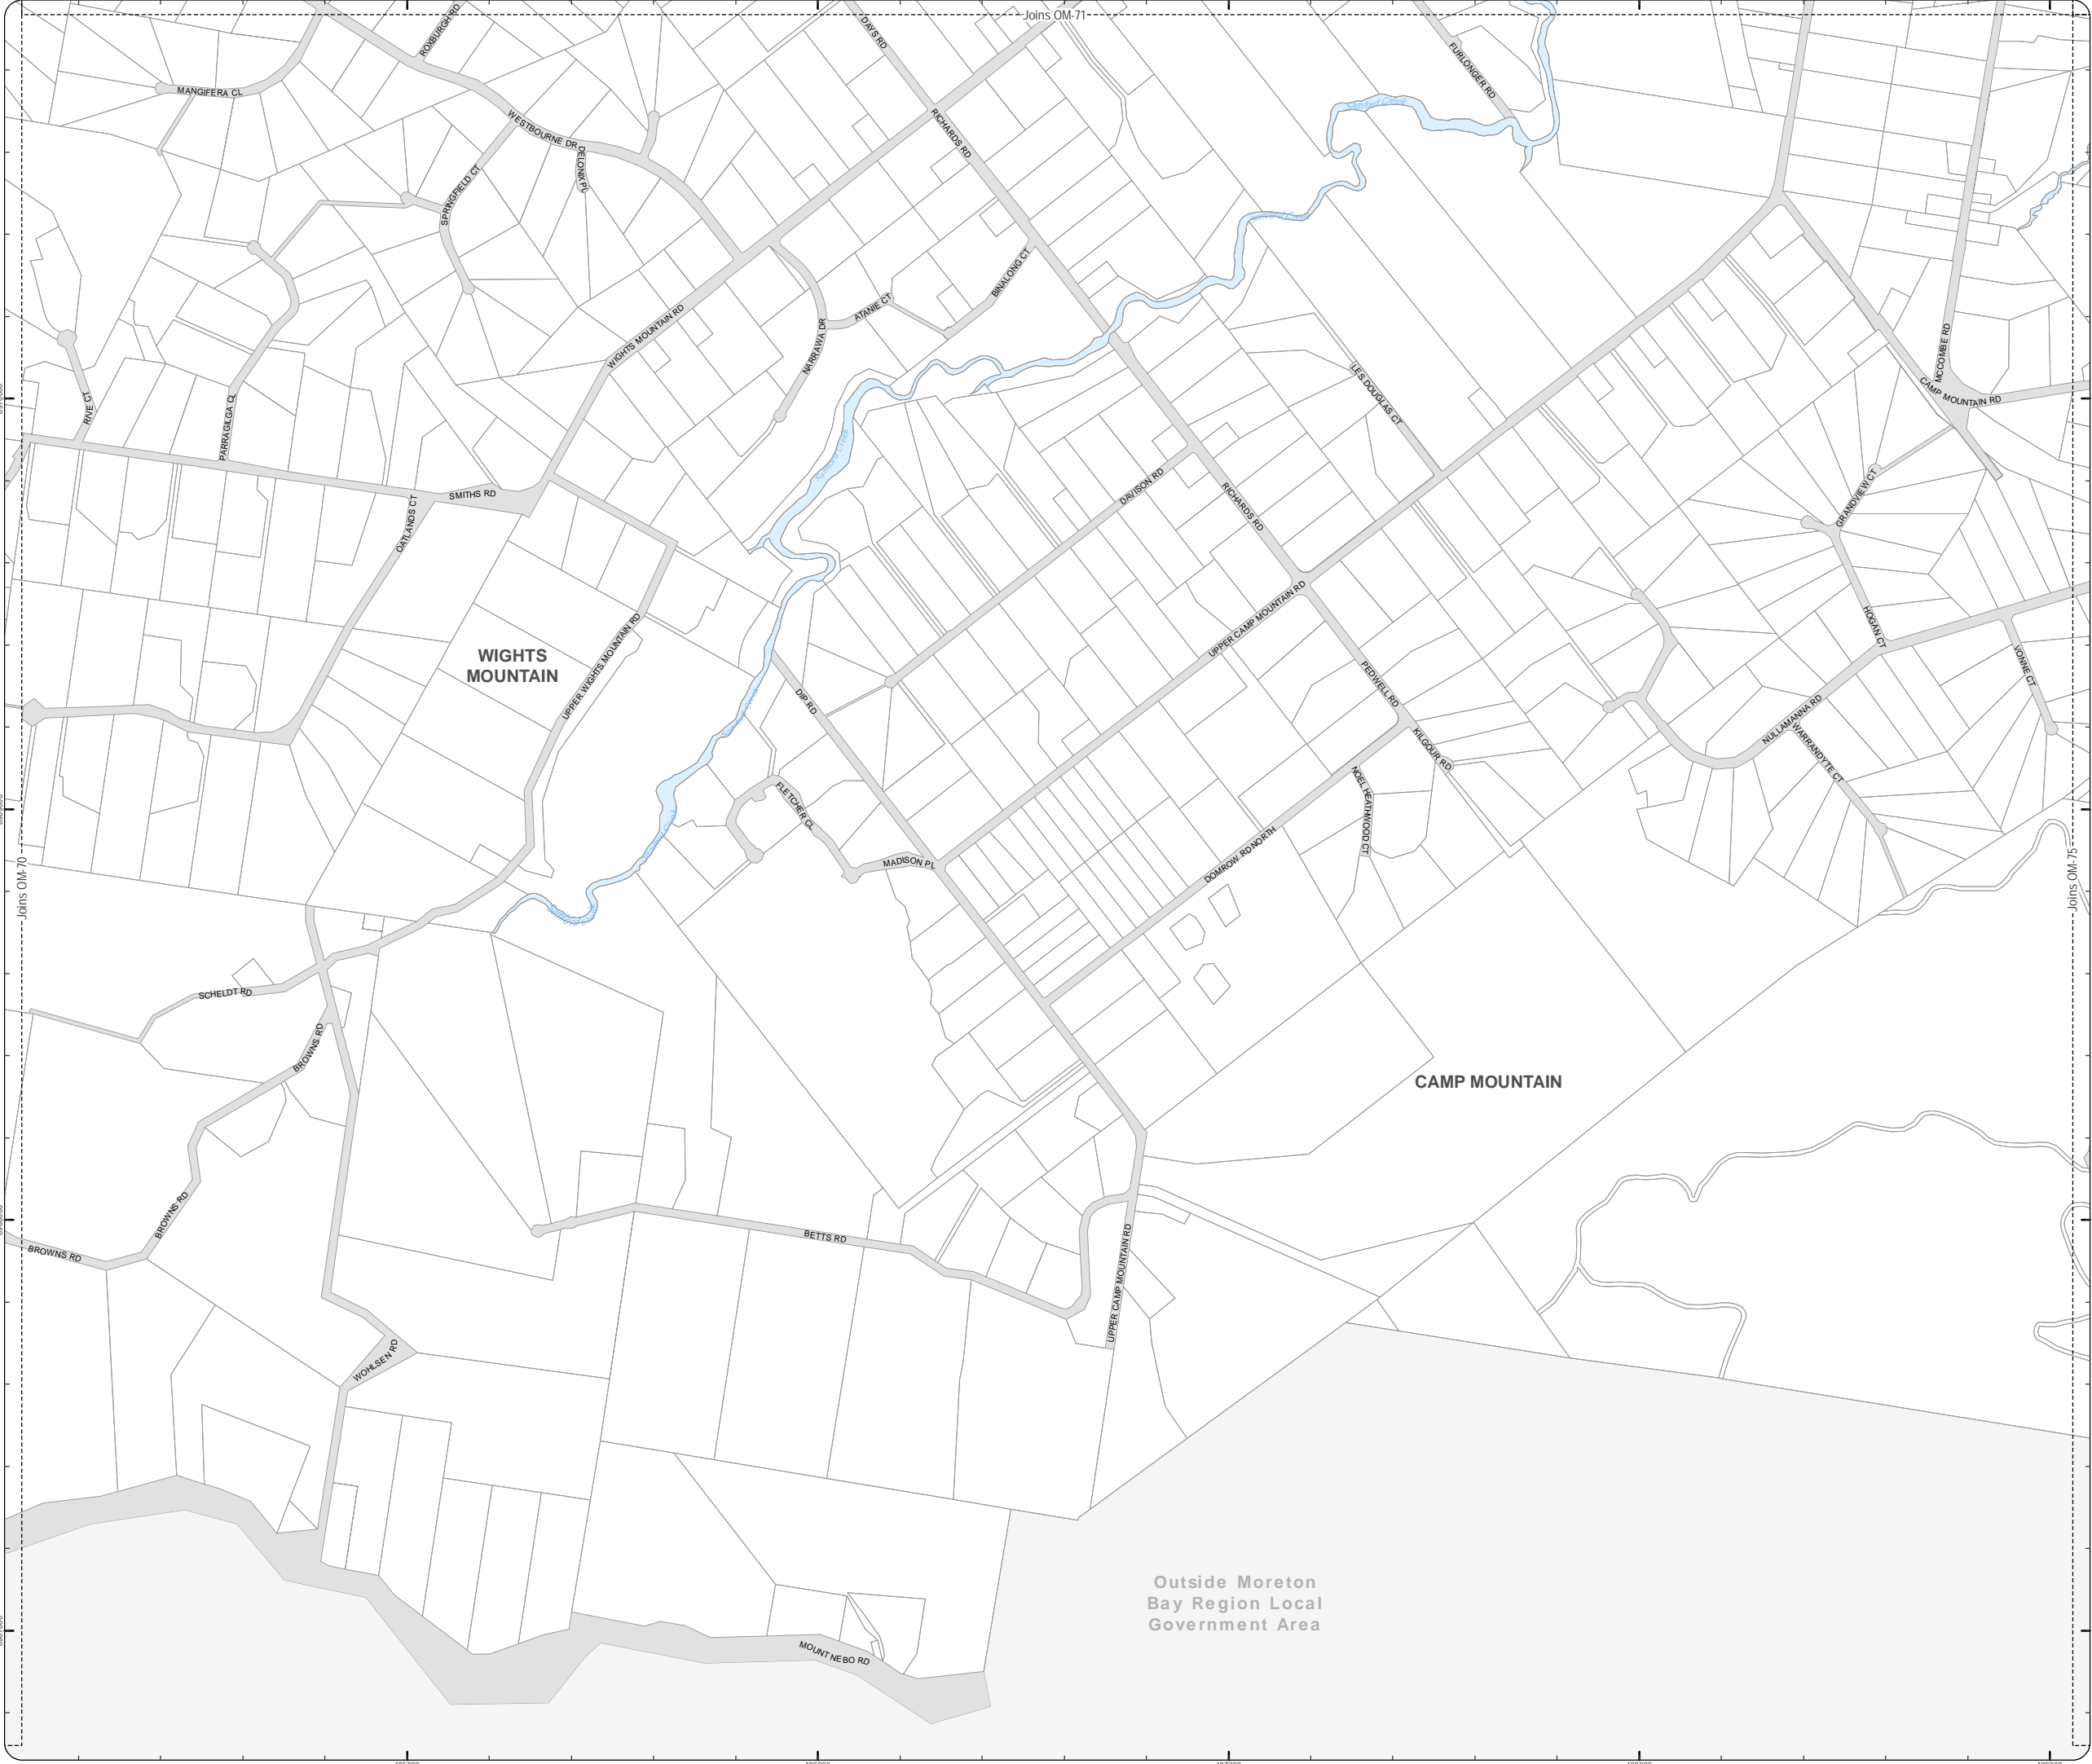 Joins OM-71
ROXBURGH RD
DAYS RD
FURLONGER RD
MANGIFERA CL
Samford Creek
WESTBOURNE DR
RICHARDS RD
DELONIX PL
SPRINGFIELD CT
BINALONG CT
ATANIE CT
WIGHTS MOUNTAIN RD
NARRAWA DR
MCCOMBE RD
LES DOUGLAS CT
CAMP MOUNTAIN RD
RIVE CT
PARRAGILGA CL
Samford Creek
SMITHS RD
DAVISON RD
OATLANDS CT
RICHARDS RD
GRANDVIEW CT
UPPER CAMP MOUNTAIN RD
HOGAN CT
WIGHTS
MOUNTAIN
UPPER WIGHTS MOUNTAIN RD
VONNE CT
PEDWELL RD
DIP RD
NULLAMANNA RD
WARRANDYTE CT
KILGOUR RD
FLETCHER CL
NOEL HEATHWOOD CT
MADISON PL
DOMROW RD NORTH
Joins OM-70
Joins OM-75
SCHELDT RD
BROWNS RD
CAMP MOUNTAIN
BROWNS RD
BROWNS RD
BETTS RD
UPPER CAMP MOUNTAIN RD
WOHLSEN RD
Outside Moreton
Bay Region Local
Government Area
MOUNT NEBO RD